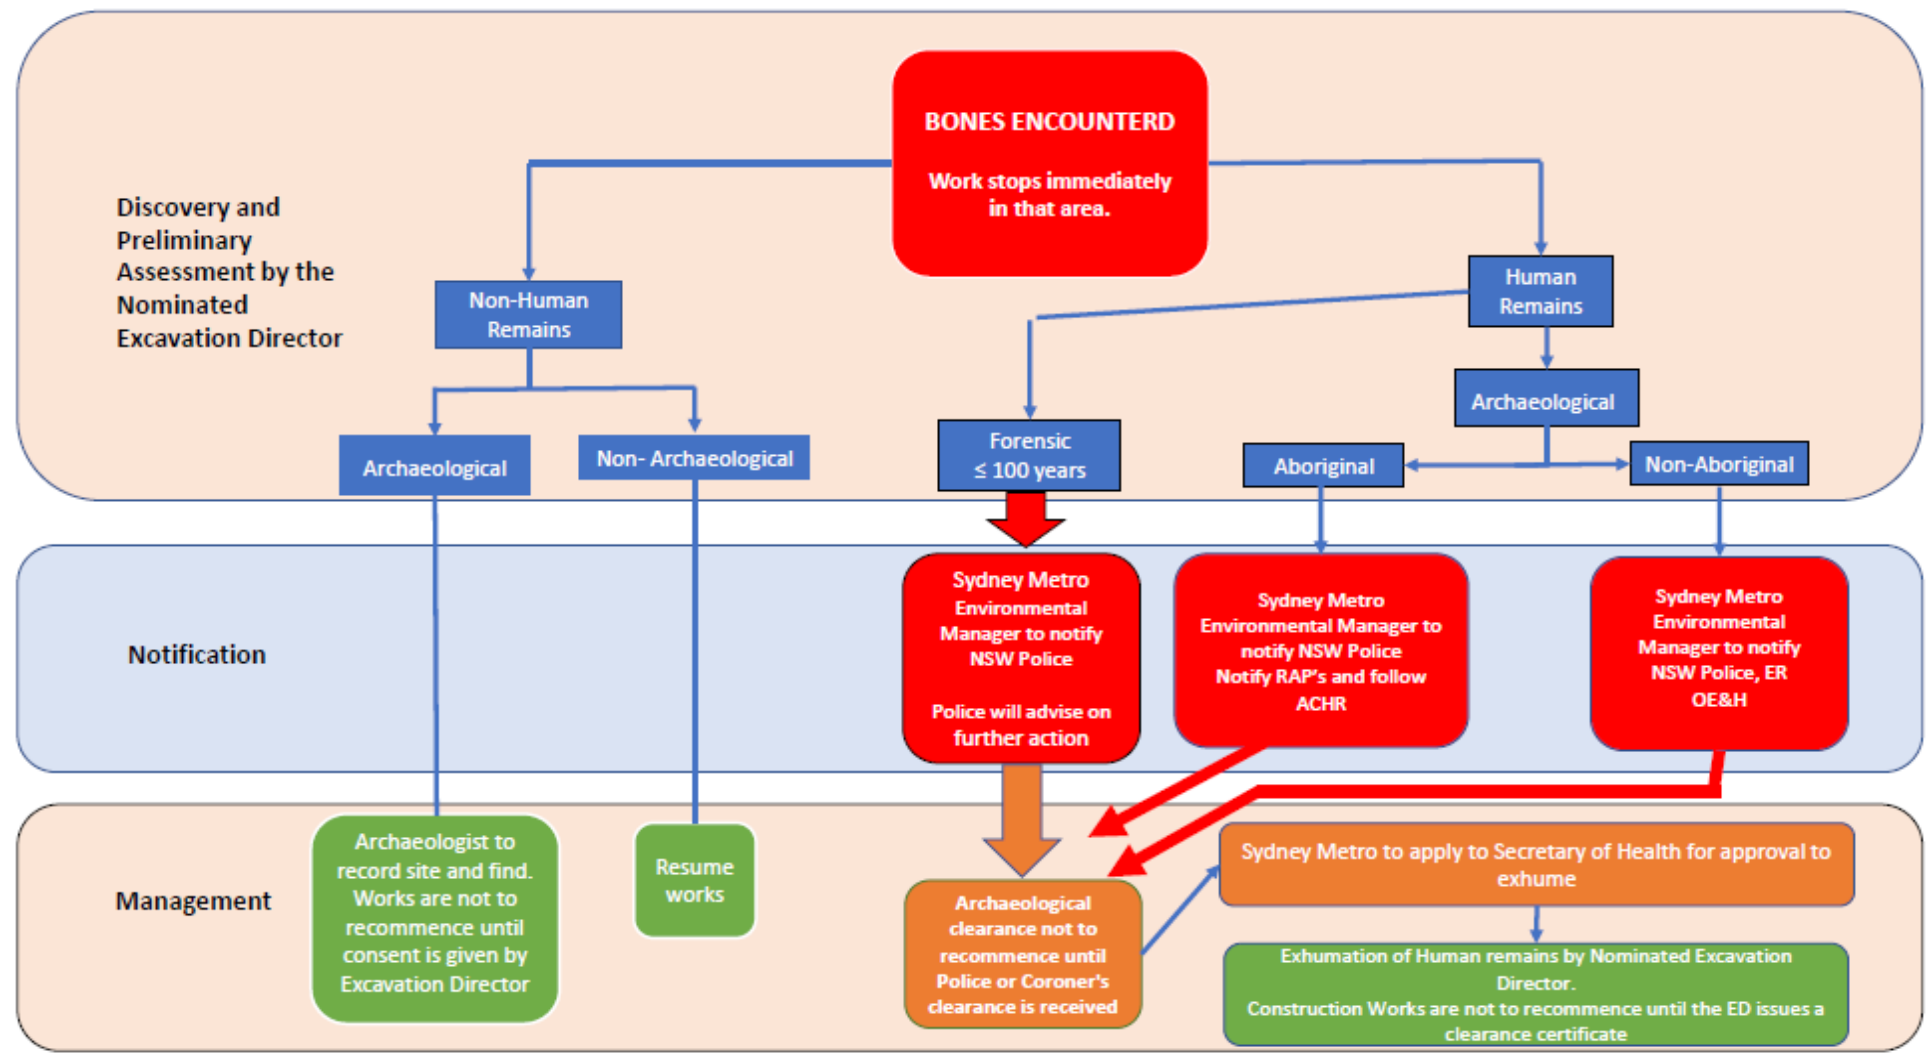 BONES ENCOUNTERD
Work stops immediately
in that area.
Discovery and
Preliminary
Assessment by the
Nominated
Excavation Director
Non-Human
Remains
Human
Remains
Archaeological
Archaeological
Non- Archaeological
Forensic
≤ 100 years
Aboriginal
Non-Aboriginal
Notification
Sydney Metro
Environmental
Manager to notify
NSW Police
Police will advise on
further action
Sydney Metro
Environmental Manager to
notify NSW Police
Notify RAP's and follow
ACHR
Sydney Metro
Environmental
Manager to notify
NSW Police, ER
OE&H
Management
Archaeologist to
record site and find.
Works are not to
recommence until
consent is given by
Excavation Director
Resume
works
Archaeological
clearance not to
recommence until
Police or Coroner's
clearance is received
Sydney Metro to apply to Secretary of Health for approval to
exhume
Exhumation of Human remains by Nominated Excavation
Director.
Construction Works are not to recommence until the ED issues a
clearance certificate